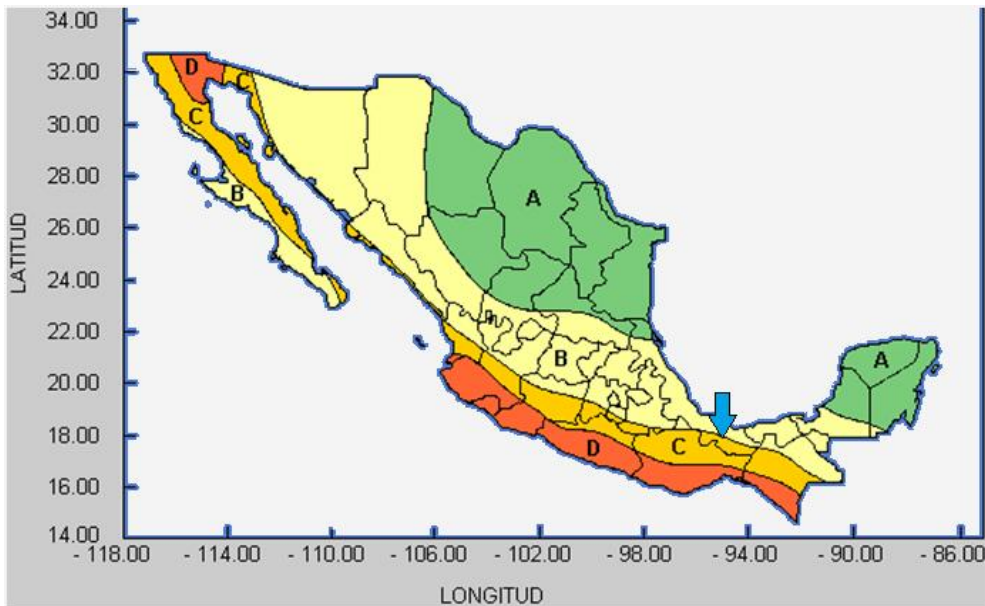 34.00
32.00
30.00
28.00
26.00
24.00
22.00
20.00
18.00
16.00
14.00
LATITUD
D
C
C
B
A
B
A
C
D
- 118.00 - 114.00 - 110.00 - 106.00 - 102.00 - 98.00 - 94.00 - 90.00 - 86.00
LONGITUD